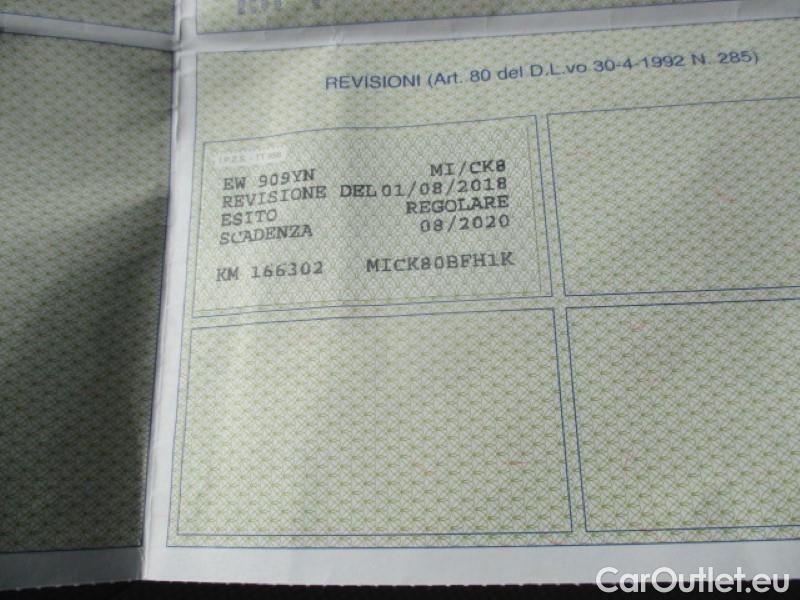 REVISIONI (Art. 80 del D.L.vo 30-4-1992 N. 285)
I.P.Z.S. - TT
EW 909YN MI/CK8
REVISIONE DEL 01/08/2018
ESITO REGOLARE
SCADENZA 08/2020
KM 166302 MICK80BFH1K
CarOutlet.eu